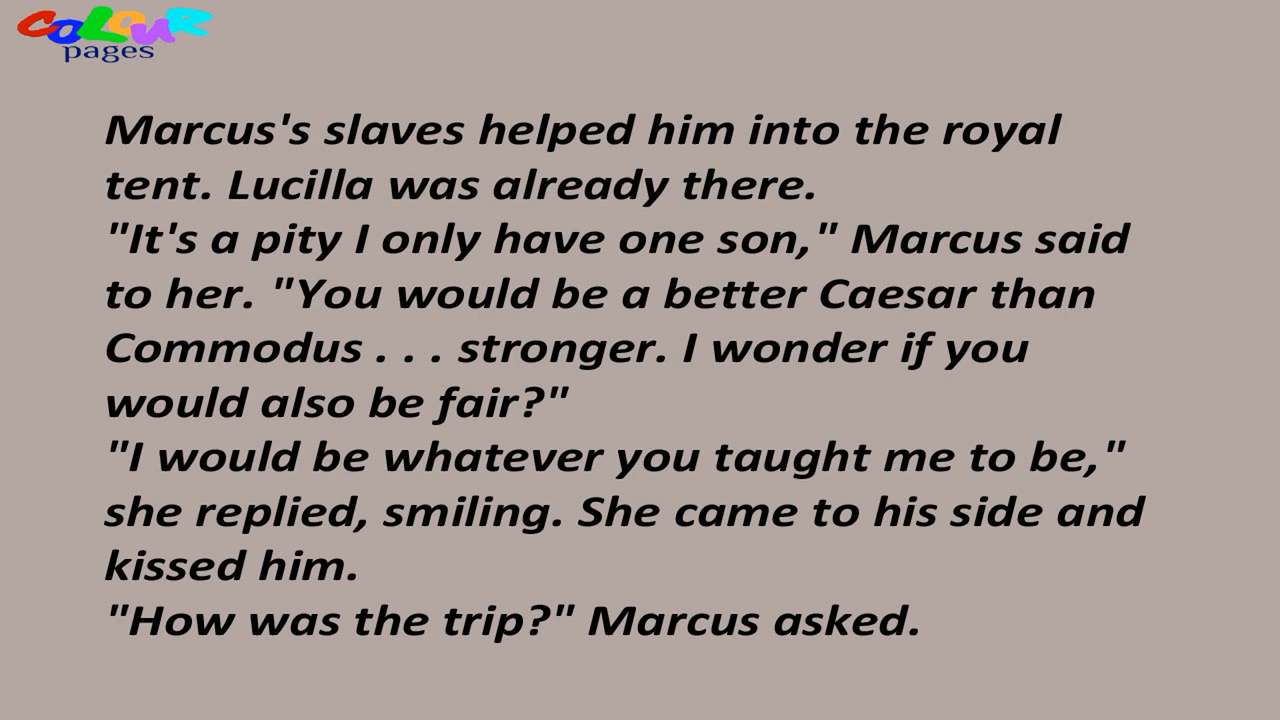 COLOUR
pages
Marcus's slaves helped him into the royal
tent. Lucilla was already there.
"It's a pity I only have one son," Marcus said
to her. "You would be a better Caesar than
Commodus . . . stronger. I wonder if you
would also be fair?"
"I would be whatever you taught me to be,"
she replied, smiling. She came to his side and
kissed him.
"How was the trip?" Marcus asked.